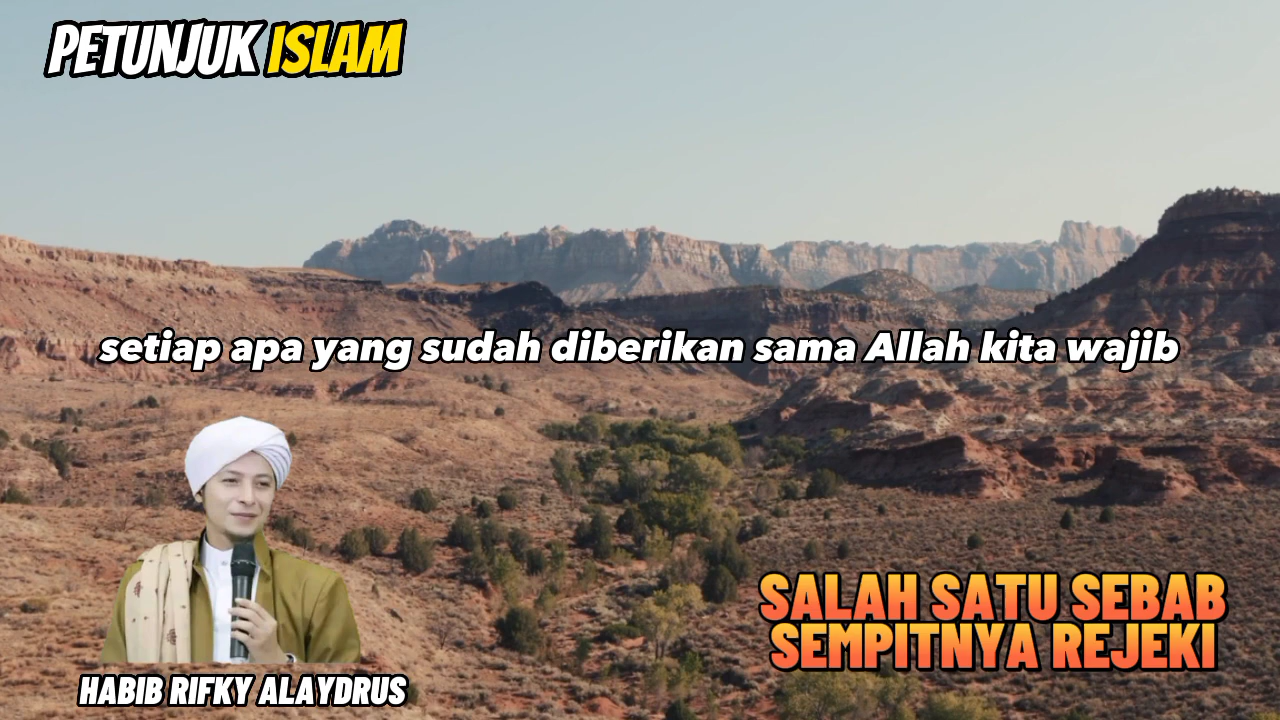 PETUNJUK ISLAM
setiap apa yang sudah diberikan sama Allah kita wajib
SALAH SATU SEBAB
SEMPITNYA REJEKI
HABIB RIFKY ALAYDRUS